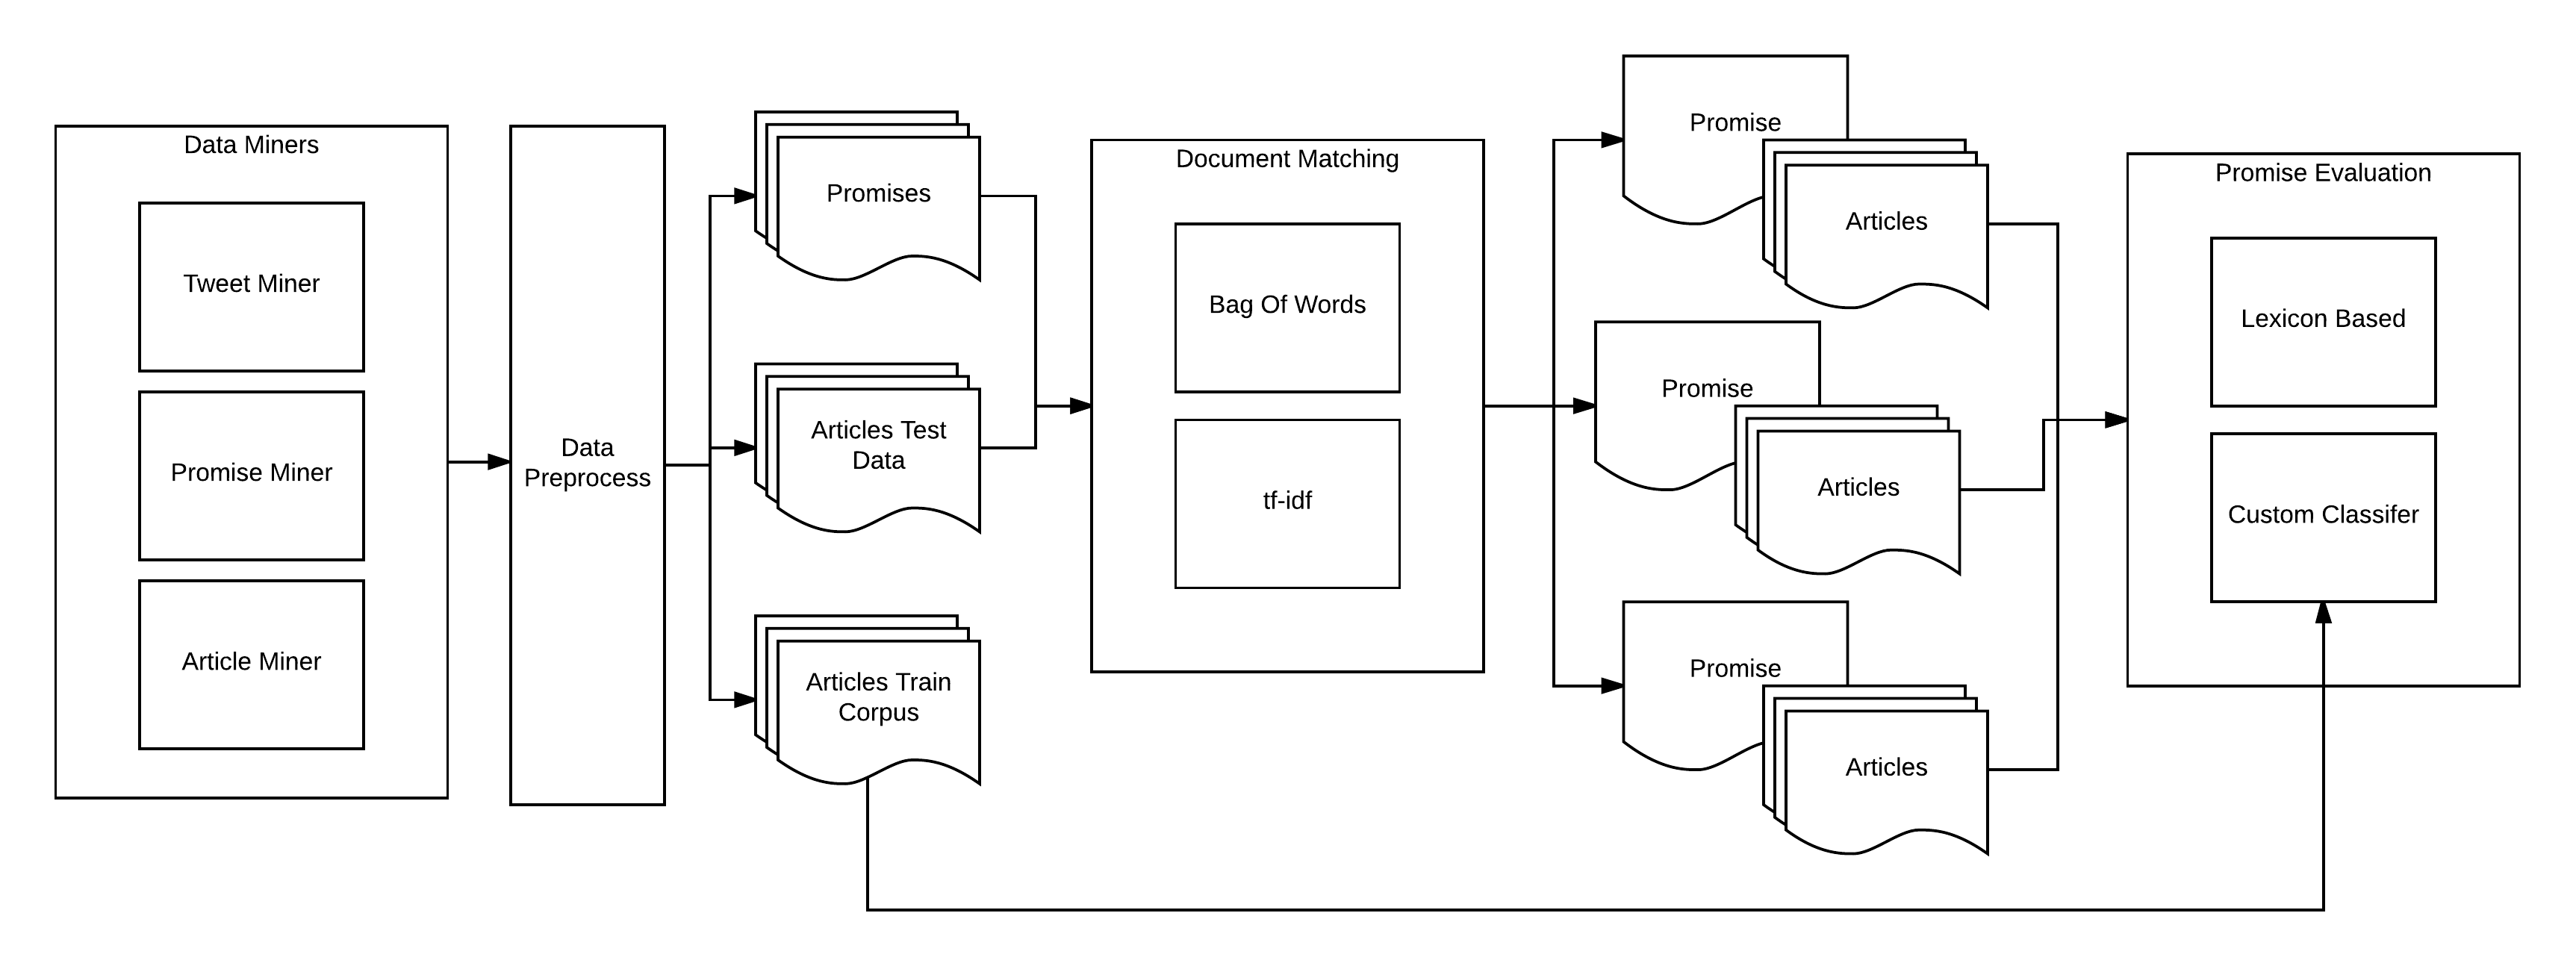 Data Miners
Tweet Miner
Promise Miner
Article Miner
Data
Preprocess
Promises
Articles Test
Data
Articles Train
Corpus
Document Matching
Bag Of Words
tf-idf
Promise
Articles
Promise
Articles
Promise
Articles
Promise Evaluation
Lexicon Based
Custom Classifer